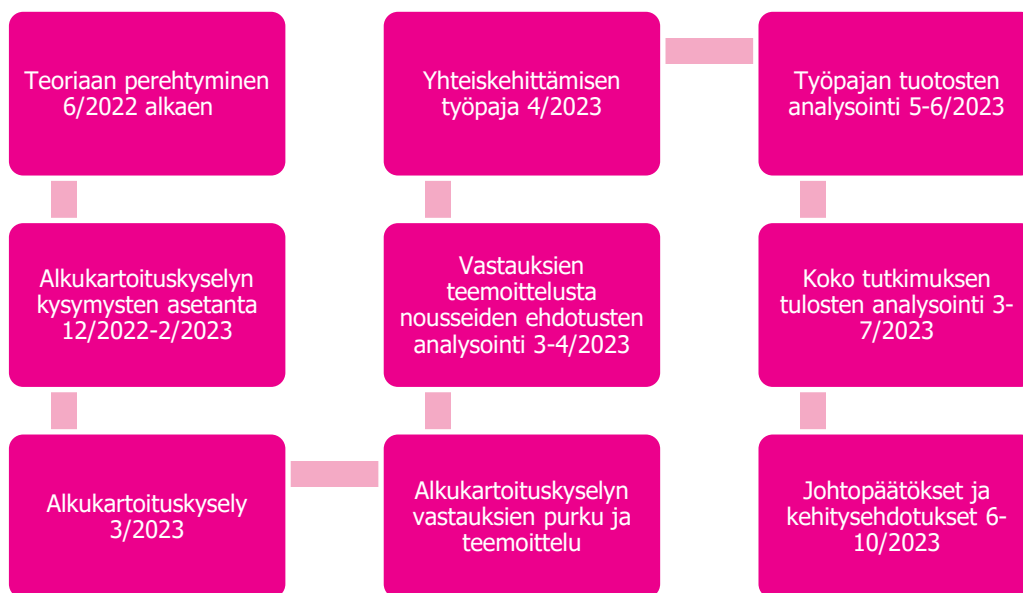 Teoriaan perehtyminen
6/2022 alkaen
Alkukartoituskyselyn
kysymysten asetanta
12/2022-2/2023
Alkukartoituskysely
3/2023
Alkukartoituskyselyn
vastauksien purku ja
teemoittelu
Vastauksien
teemoittelusta
nousseiden ehdotusten
analysointi 3-4/2023
Yhteiskehittämisen
työpaja 4/2023
Työpajan tuotosten
analysointi 5-6/2023
Koko tutkimuksen
tulosten analysointi 3-
7/2023
Johtopäätökset ja
kehitysehdotukset 6-
10/2023